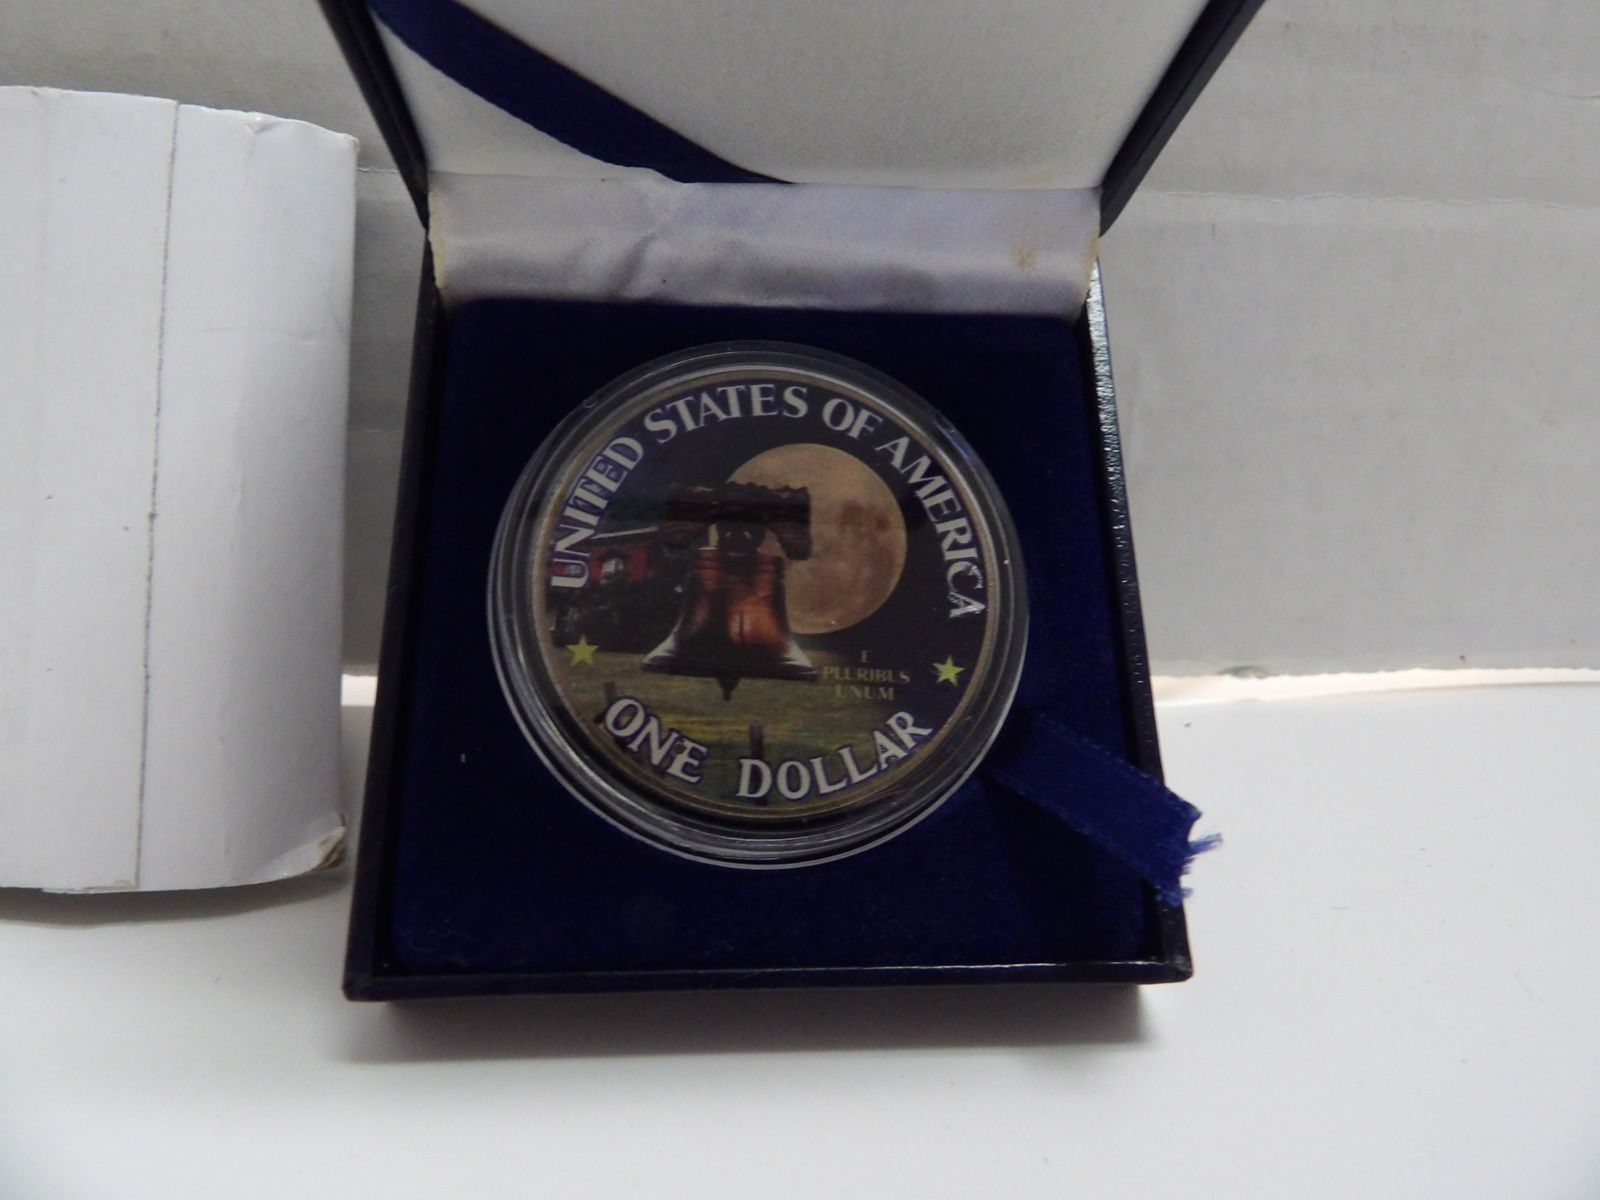 UNITED STATES OF AMERICA
E
PLURIBUS
UNUM
ONE DOLLAR